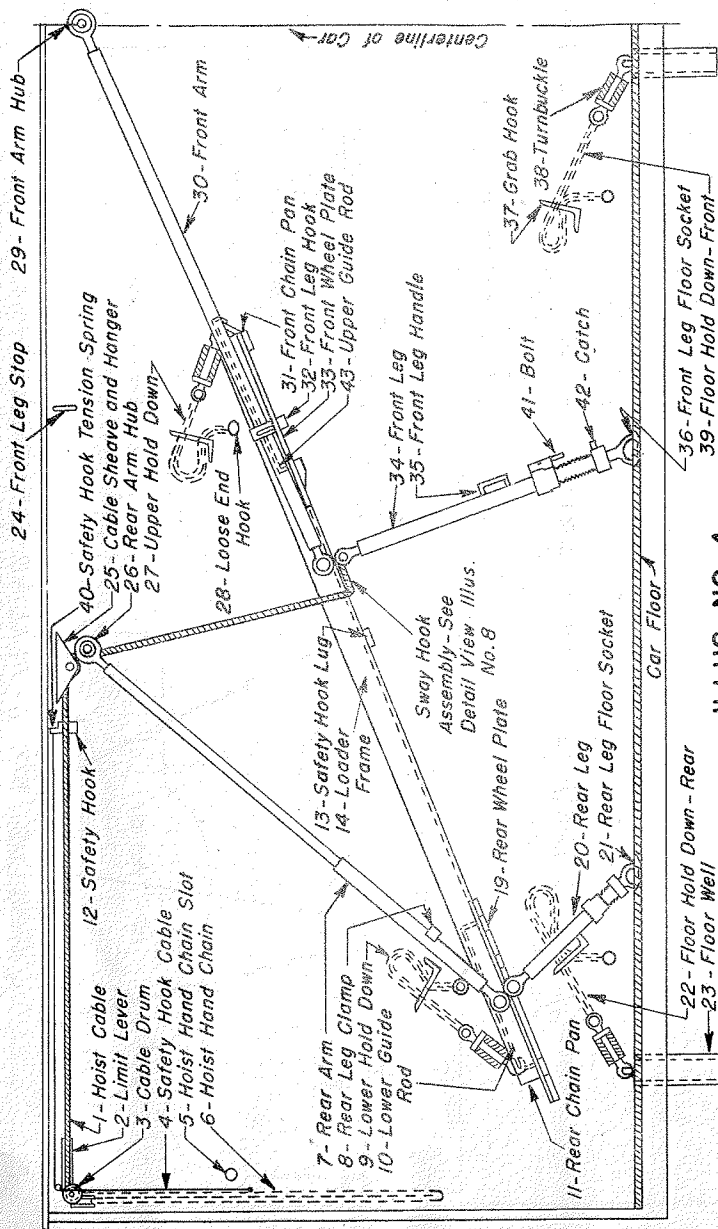 24-Front Leg Stop
29-Front Arm Hub
40-Safety Hook Tension Spring
25-Cable Sheave and Hanger
26-Rear Arm Hub
27-Upper Hold Down
28-Loose End
Hook
Centerline of Car
30-Front Arm
31-Front Chain Pan
32-Front Leg Hook
33-Front Wheel Plate
43-Upper Guide Rod
37-Grab Hook
38-Turnbuckle
12-Safety Hook
1-Hoist Cable
2-Limit Lever
3-Cable Drum
4-Safety Hook Cable
5-Hoist Hand Chain Slot
6-Hoist Hand Chain
13-Safety Hook Lug
14-Loader
Frame
Sway Hook
Assembly-See
Detail View Illus.
No. 8
34-Front Leg
35-Front Leg Handle
41-Bolt
42-Catch
7-Rear Arm
8-Rear Leg Clamp
9-Lower Hold Down
10-Lower Guide
Rod
11-Rear Chain Pan
19-Rear Wheel Plate
20-Rear Leg
21-Rear Leg Floor Socket
Car Floor
36-Front Leg Floor Socket
39-Floor Hold Down-Front
22-Floor Hold Down-Rear
23-Floor Well